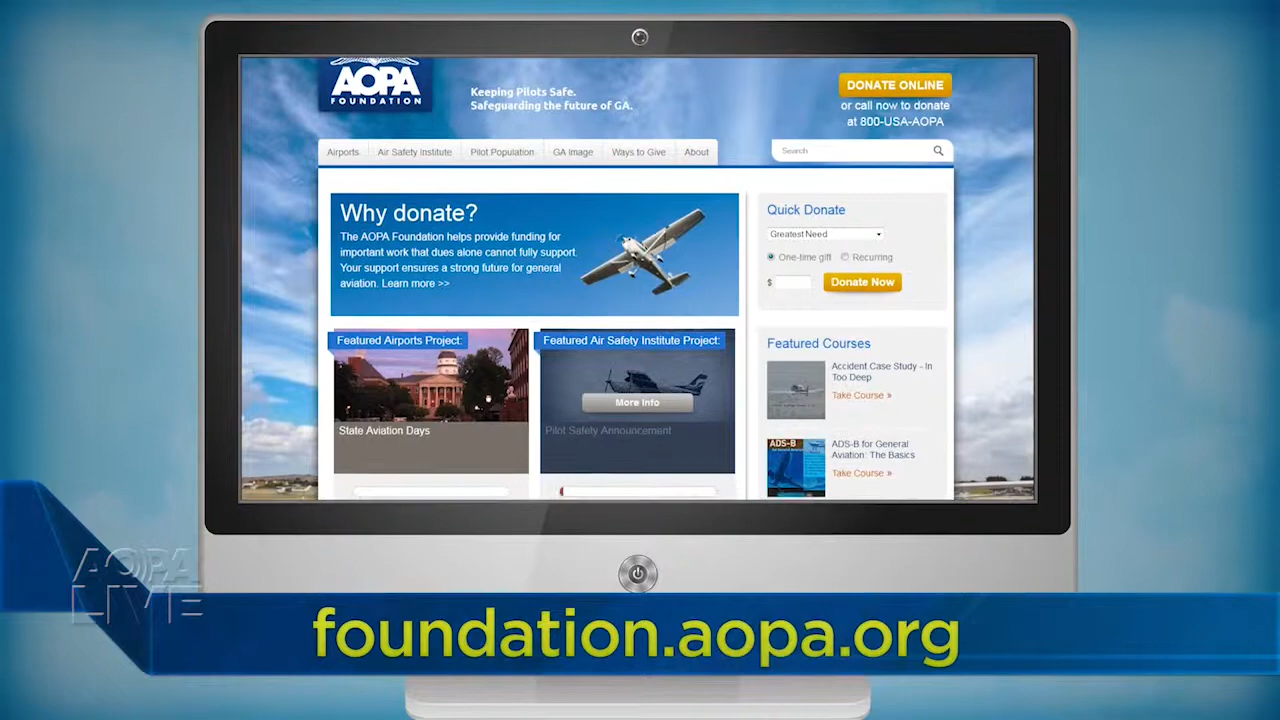 AOPA
FOUNDATION
Keeping Pilots Safe.
Safeguarding the future of GA.
DONATE ONLINE
or call now to donate
at 800-USA-AOPA
Airports Air Safety Institute Pilot Population GA Image Ways to Give About
Search
Why donate?
The AOPA Foundation helps provide funding for
important work that dues alone cannot fully support.
Your support ensures a strong future for general
aviation. Learn more >>
Quick Donate
Greatest Need
One-time gift Recurring
$
Donate Now
Featured Airports Project:
State Aviation Days
Featured Air Safety Institute Project:
More Info
Pilot Safety Announcement
Featured Courses
Accident Case Study - In
Too Deep
Take Course »
ADS-B
ADS-B for General
Aviation: The Basics
Take Course »
AOPA
LIVE
foundation.aopa.org